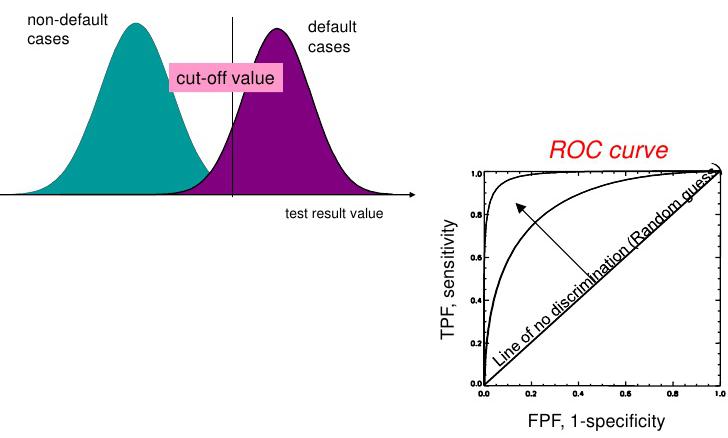 non-default
cases
default
cases
cut-off value
test result value
ROC curve
TPF, sensitivity
1.0
0.8
0.6
0.4
0.2
0.0
Line of no discrimination (Random guess)
0.0 0.2 0.4 0.6 0.8 1.0
FPF, 1-specificity